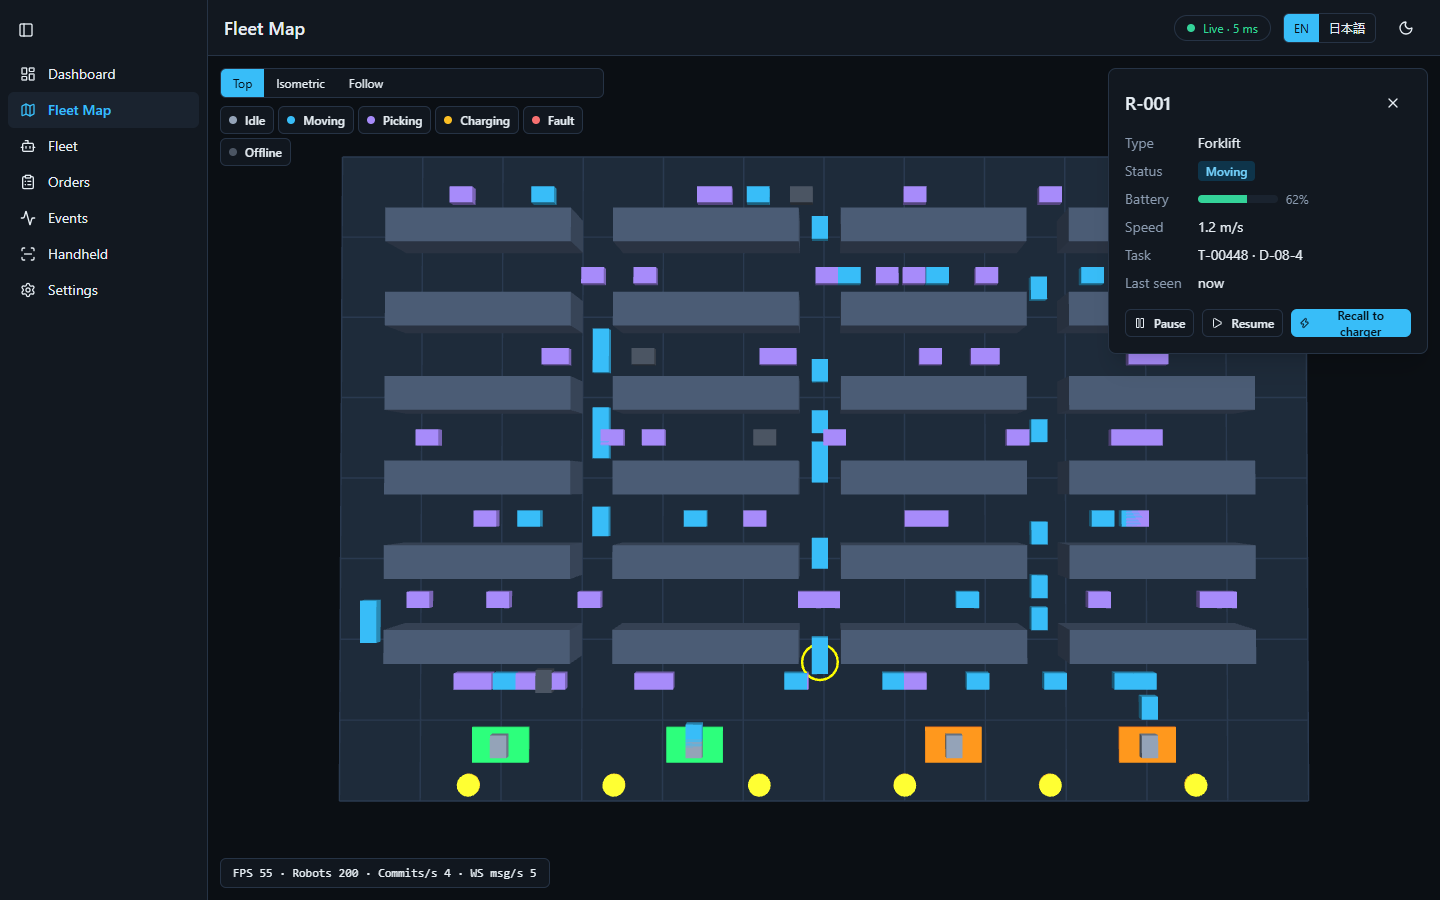 Fleet Map
Live · 5 ms
EN
日本語
Dashboard
Fleet Map
Fleet
Orders
Events
Handheld
Settings
Top
Isometric
Follow
Idle
Moving
Picking
Charging
Fault
Offline
R-001
Type
Forklift
Status
Moving
Battery
62%
Speed
1.2 m/s
Task
T-00448 · D-08-4
Last seen
now
Pause
Resume
Recall to
charger
FPS 55 · Robots 200 · Commits/s 4 · WS msg/s 5